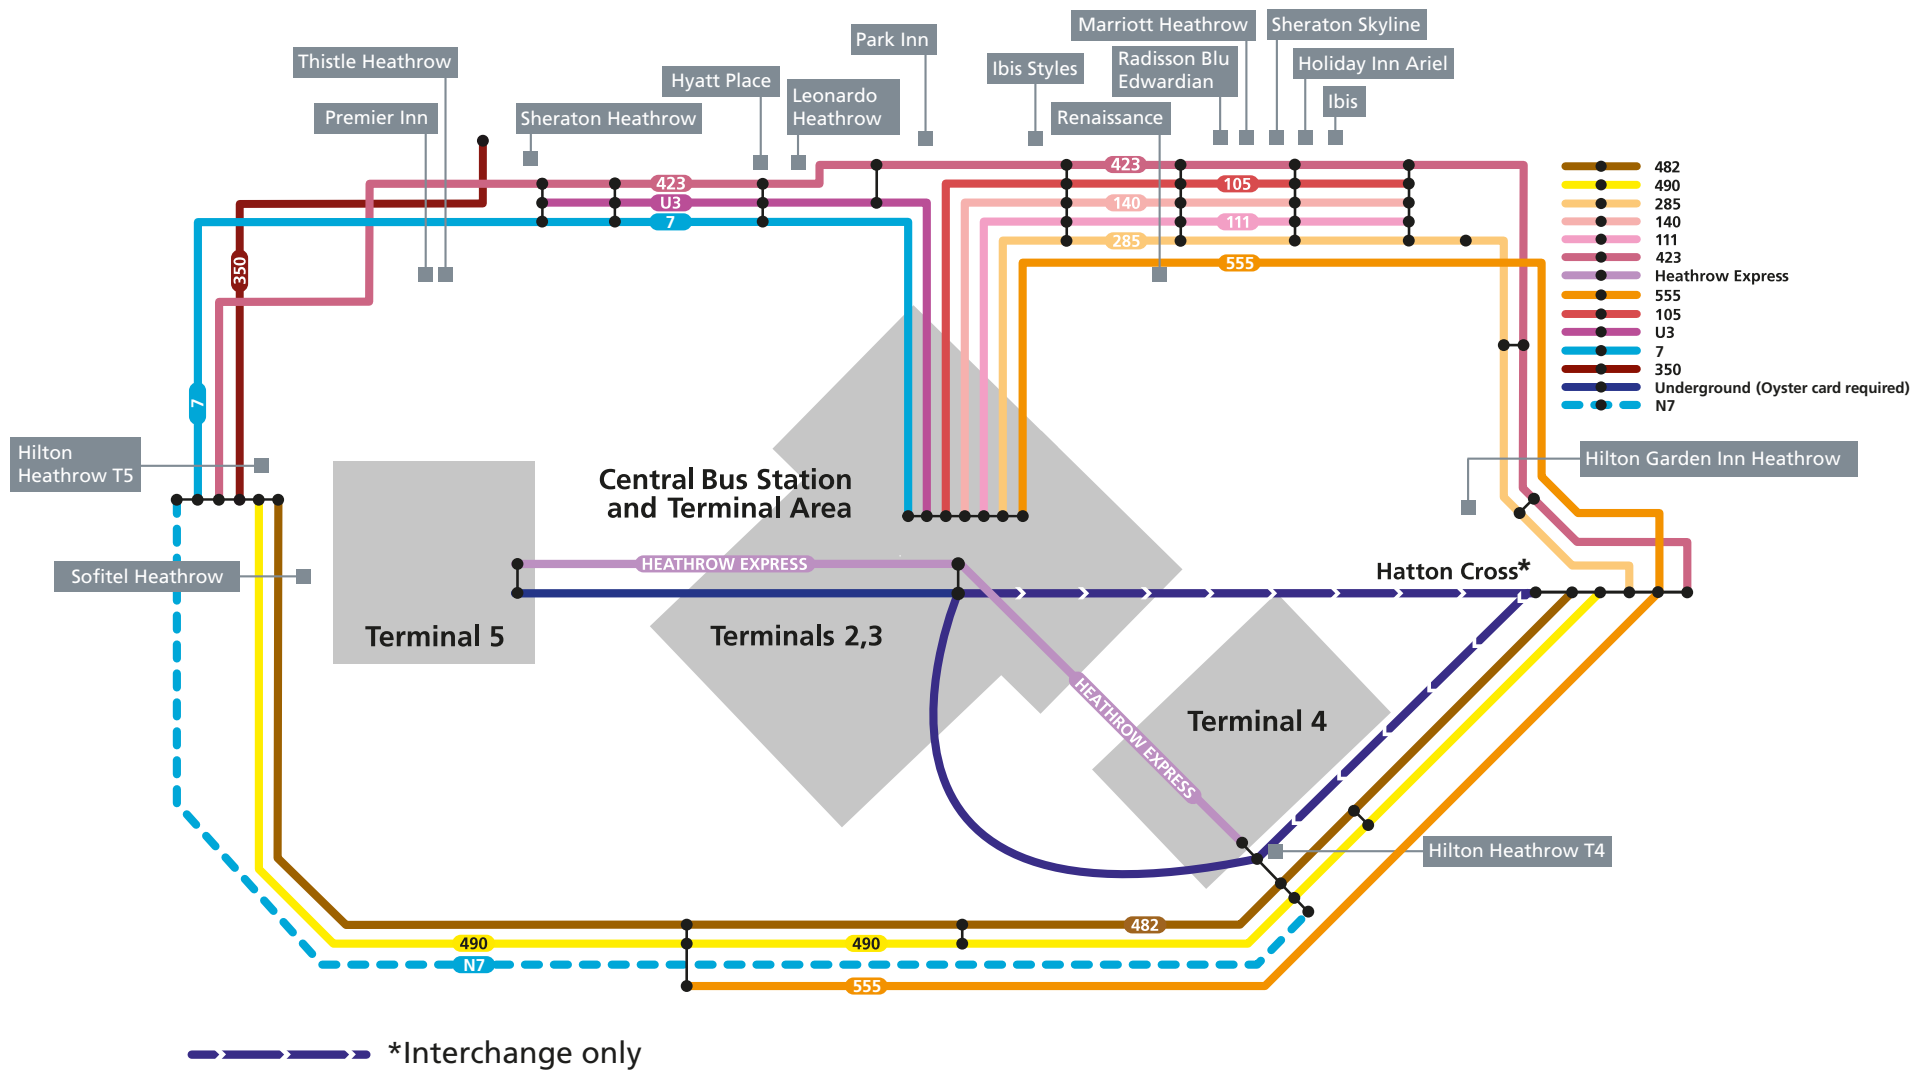 Marriott Heathrow
Sheraton Skyline
Park Inn
Thistle Heathrow
Ibis Styles
Radisson Blu
Edwardian
Holiday Inn Ariel
Hyatt Place
Leonardo
Heathrow
Ibis
Premier Inn
Sheraton Heathrow
Renaissance
423
423
105
U3
140
7
111
285
555
350
7
482
490
285
140
111
423
Heathrow Express
555
105
U3
7
350
Underground (Oyster card required)
N7
Hilton
Heathrow T5
Hilton Garden Inn Heathrow
Central Bus Station
and Terminal Area
HEATHROW EXPRESS
Hatton Cross*
Sofitel Heathrow
Terminal 5
Terminals 2,3
HEATHROW EXPRESS
Terminal 4
Hilton Heathrow T4
482
490
490
N7
555
*Interchange only